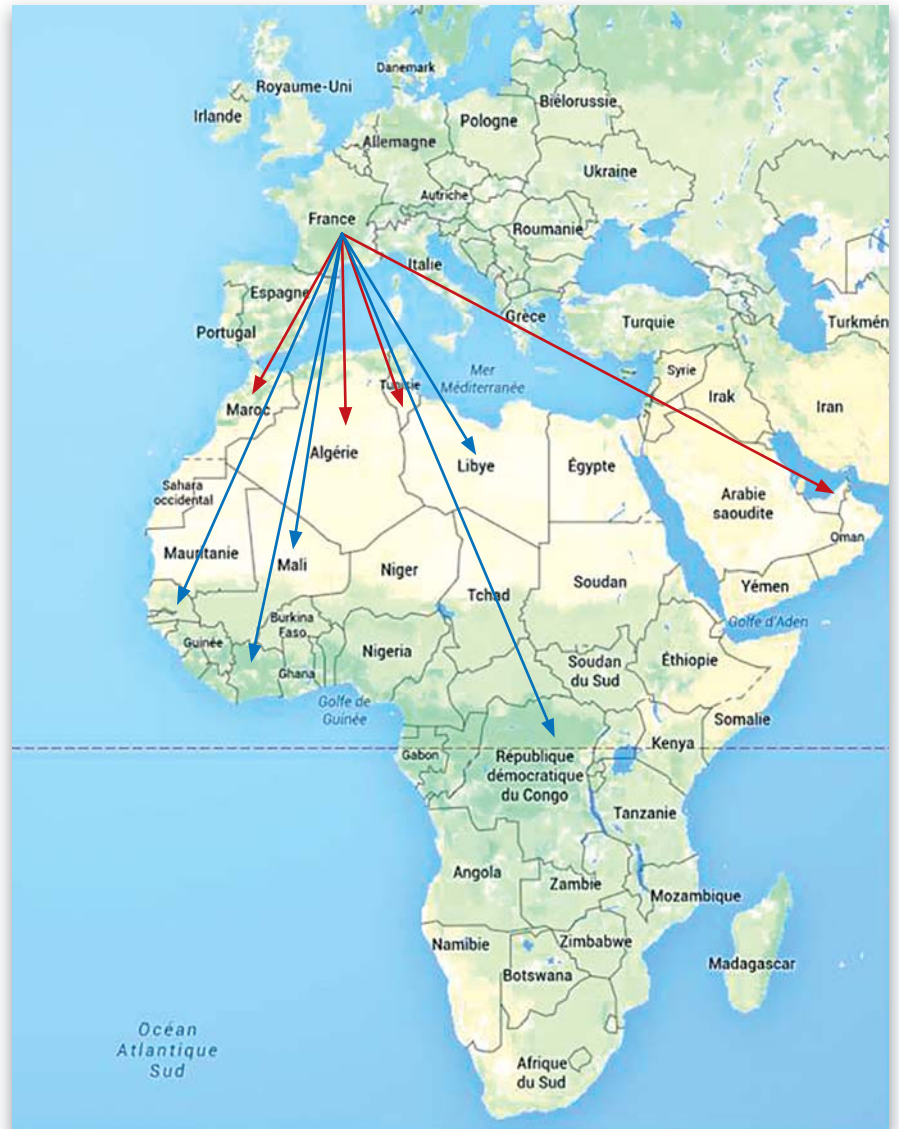 Danemark
Royaume-Uni
Biélorussie
Irlande
Pologne
Allemagne
Ukraine
Autriche
France
Roumanie
Italie
Espagne
Grèce
Portugal
Turquie
Turkmén
Mer
Méditerranée
Syrie
Tunisie
Irak
Maroc
Iran
Algérie
Libye
Égypte
Sahara
occidental
Arabie
saoudite
Oman
Mauritanie
Mali
Niger
Soudan
Yémen
Tchad
Golfe d'Aden
Burkina
Faso
Guinée
Nigeria
Éthiopie
Soudan
du Sud
Ghana
Golfe de
Guinée
Somalie
Kenya
Gabon
République
démocratique
du Congo
Tanzanie
Angola
Zambie
Mozambique
Namibie
Zimbabwe
Madagascar
Botswana
Océan
Atlantique
Sud
Afrique
du Sud